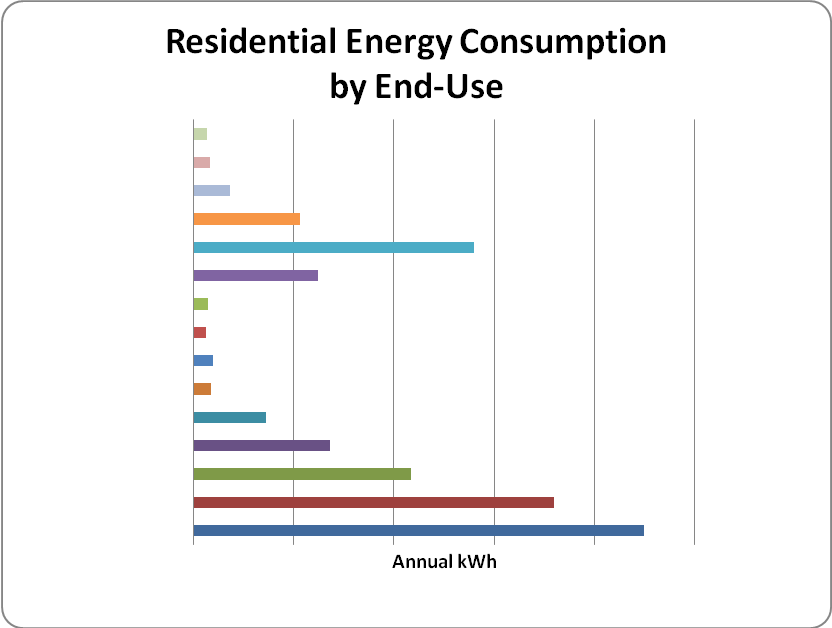 Residential Energy Consumption
by End-Use
Annual kWh